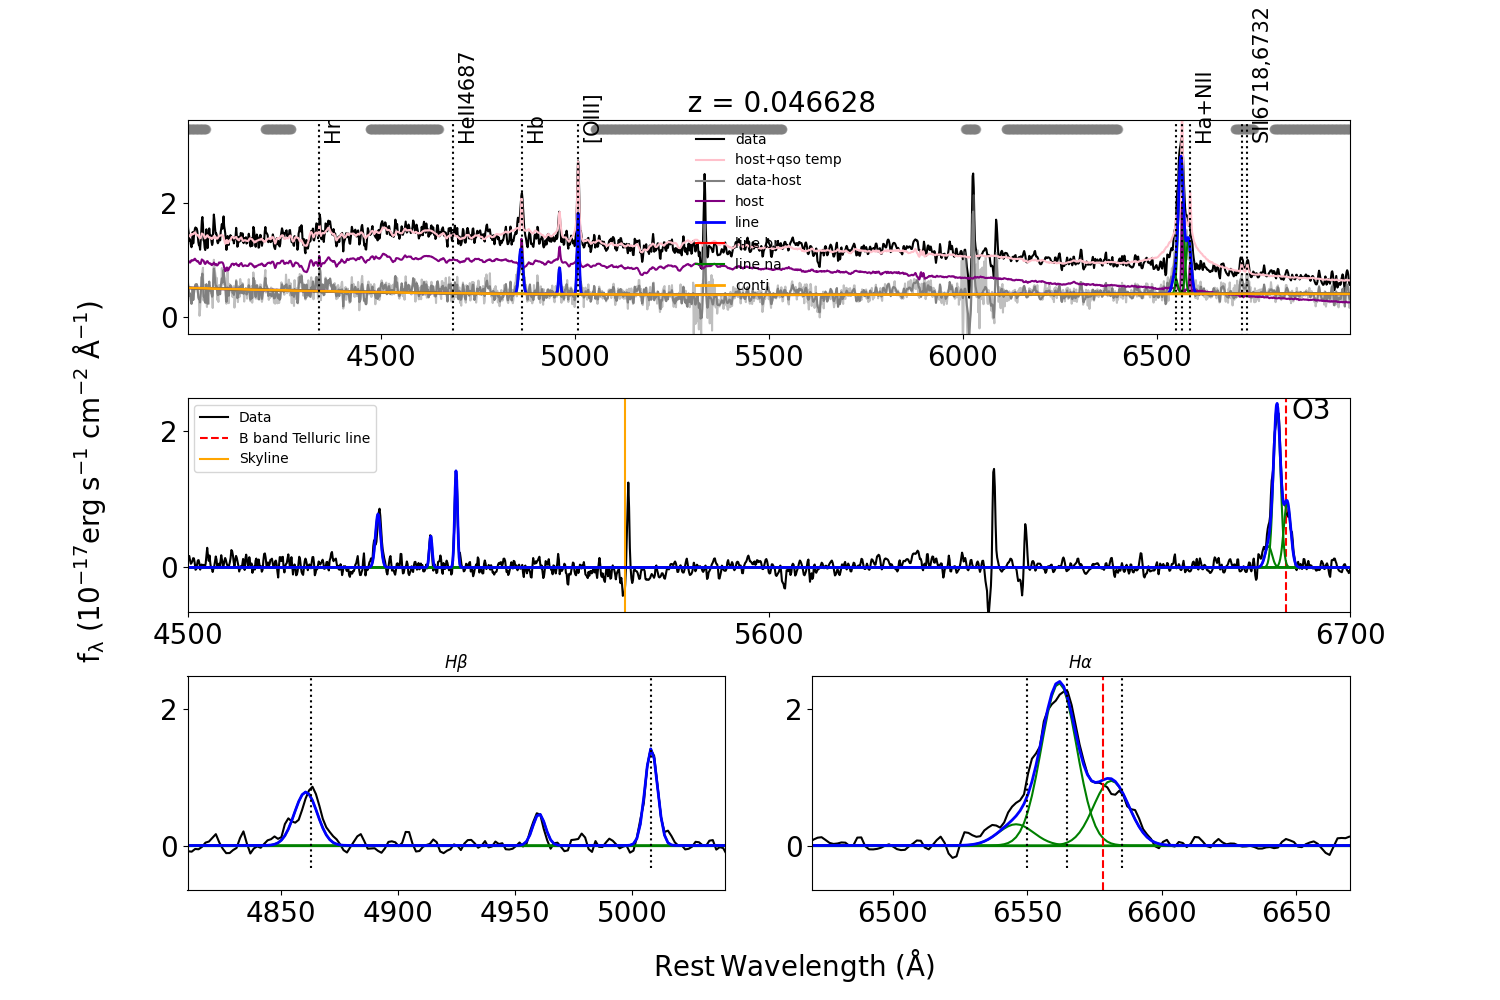 z = 0.046628
Hr
HeII4687
Hb
[OIII]
Ha+NII
SII6718,6732
data
host+qso temp
data-host
host
line
line na
conti
2
0
4500 5000 5500 6000 6500
fλ (10⁻¹⁷erg s⁻¹ cm⁻² Å⁻¹)
Data
B band Telluric line
Skyline
O3
2
0
4500 5600 6700
Hβ
2
0
4850 4900 4950 5000
Hα
2
0
6500 6550 6600 6650
Rest Wavelength (Å)